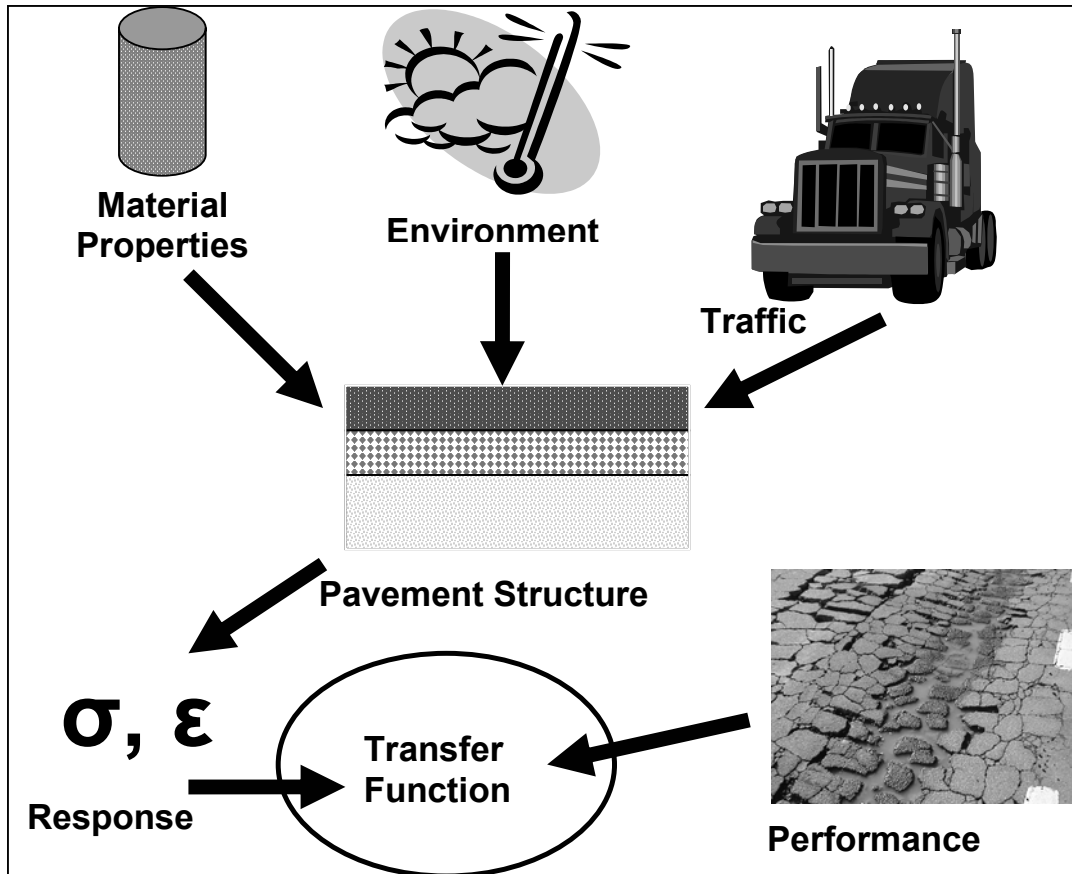 Material
Properties
Environment
Traffic
Pavement Structure
σ, ε
Response
Transfer
Function
Performance